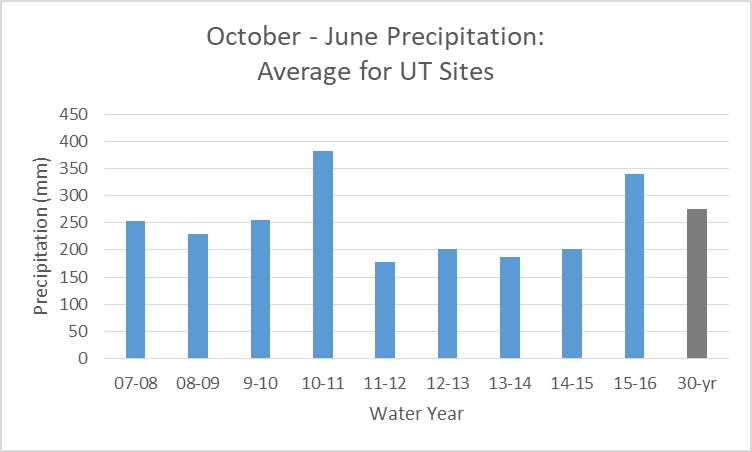 October - June Precipitation:
Average for UT Sites
Precipitation (mm)
450
400
350
300
250
200
150
100
50
0
07-08 08-09 9-10 10-11 11-12 12-13 13-14 14-15 15-16 30-yr
Water Year